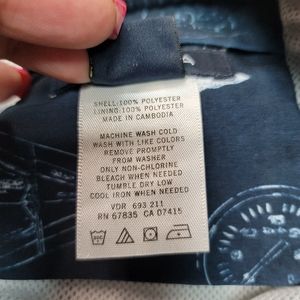 SHELL:100% POLYESTER
LINING:100% POLYESTER
MADE IN CAMBODIA
MACHINE WASH COLD
WASH WITH LIKE COLORS
REMOVE PROMPTLY
FROM WASHER
ONLY NON-CHLORINE
BLEACH WHEN NEEDED
TUMBLE DRY LOW
COOL IRON WHEN NEEDED
VDR 693 211
RN 67835 CA 07415